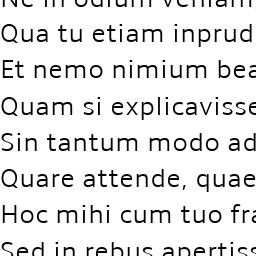 Ne in odium veniam
Qua tu etiam inprud
Et nemo nimium bea
Quam si explicavisse
Sin tantum modo ad
Quare attende, quae
Hoc mihi cum tuo fra
Sed in rebus apertiss